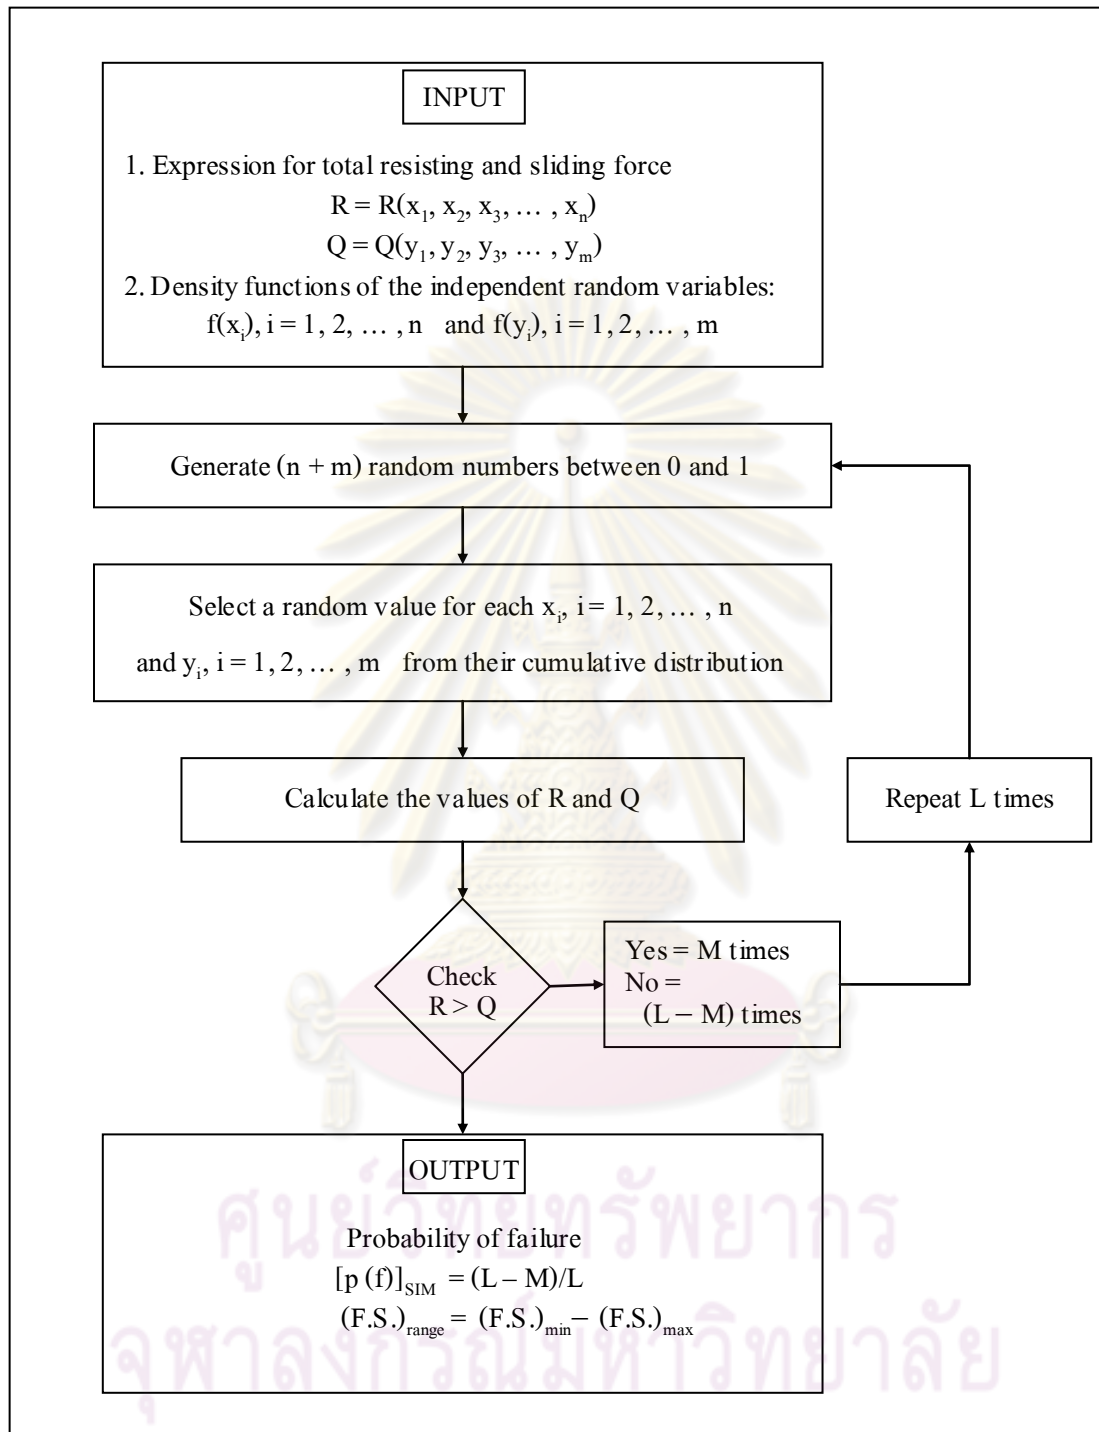 INPUT
1. Expression for total resisting and sliding force
R = R(x₁, x₂, x₃, … , xₙ)
Q = Q(y₁, y₂, y₃, … , yₘ)
2. Density functions of the independent random variables:
f(xᵢ), i = 1, 2, … , n and f(yᵢ), i = 1, 2, … , m
Generate (n + m) random numbers between 0 and 1
Select a random value for each xᵢ, i = 1, 2, … , n
and yᵢ, i = 1, 2, … , m from their cumulative distribution
Calculate the values of R and Q
Repeat L times
Check
R > Q
Yes = M times
No =
(L – M) times
OUTPUT
Probability of failure
[p (f)]SIM = (L – M)/L
(F.S.)range = (F.S.)min – (F.S.)max
ศูนย์วิทยทรัพยากร
จุฬาลงกรณ์มหาวิทยาลัย